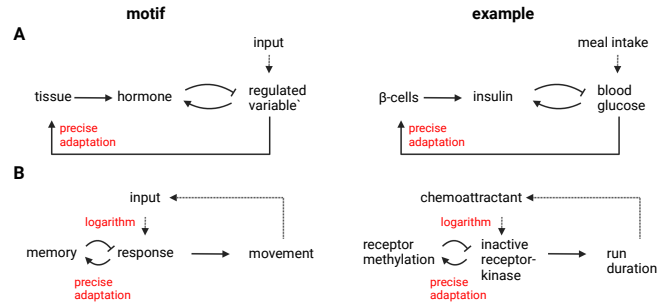 motif
example
A
input
tissue
hormone
regulated
variable`
precise
adaptation
meal intake
β-cells
insulin
blood
glucose
precise
adaptation
B
input
logarithm
memory
response
movement
precise
adaptation
chemoattractant
logarithm
receptor
methylation
inactive
receptor-
kinase
run
duration
precise
adaptation